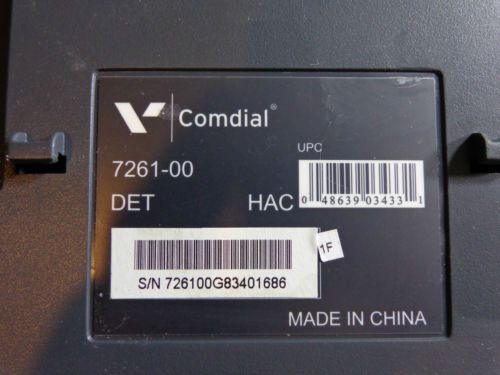 Comdial®
7261-00
UPC
DET
HAC
0 48639 03433 1
1F
S/N 726100G83401686
MADE IN CHINA